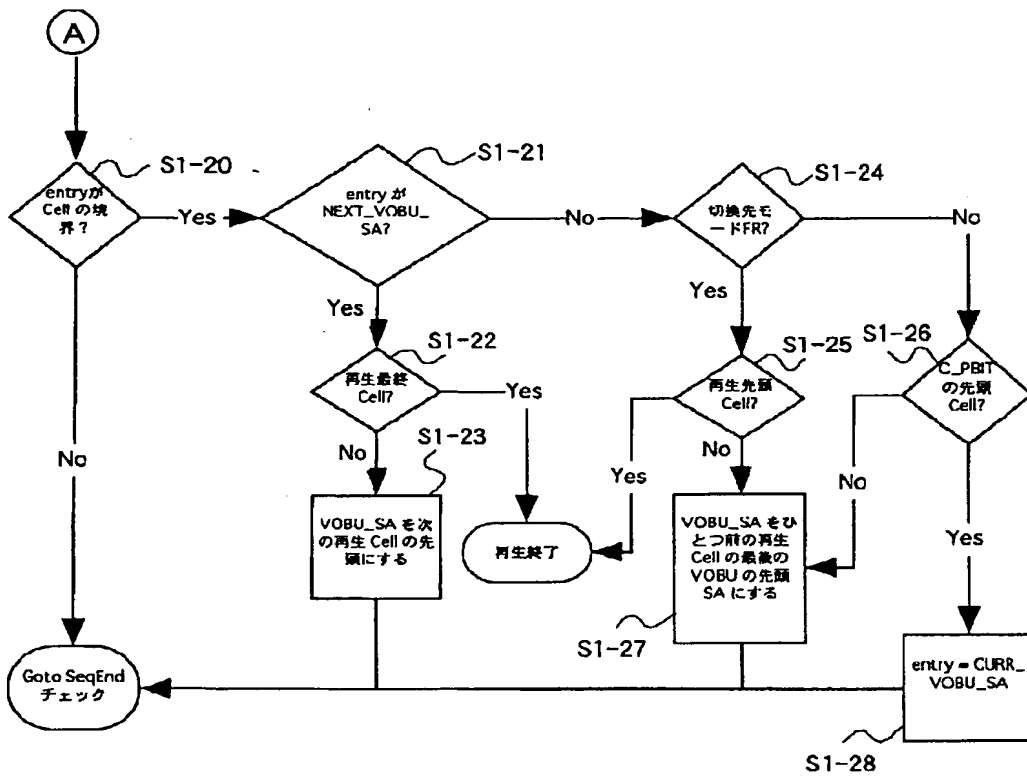 A
S1-20
entryが
Cell の境
界？
Yes
No
S1-21
entry が
NEXT_VOBU_
SA?
No
Yes
S1-24
切換先モ
ードFR?
No
Yes
S1-22
再生最終
Cell?
Yes
No
S1-25
再生先頭
Cell?
Yes
No
S1-26
C_PBIT
の先頭
Cell?
No
Yes
S1-23
VOBU_SA を次
の再生 Cell の先
頭にする
再生終了
VOBU_SA をひ
とつ前の再生
Cell の最後の
VOBU の先頭
SA にする
S1-27
Goto SeqEnd
チェック
entry = CURR_
VOBU_SA
S1-28